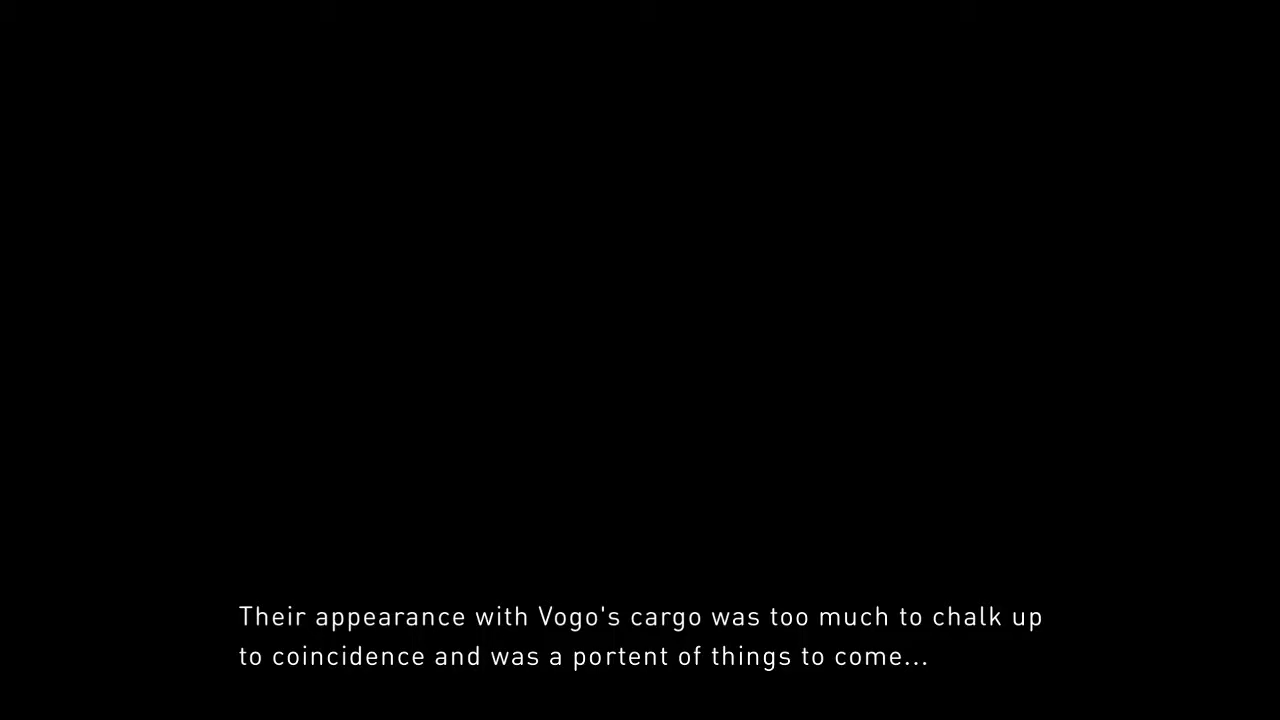 Their appearance with Vogo's cargo was too much to chalk up
to coincidence and was a portent of things to come...